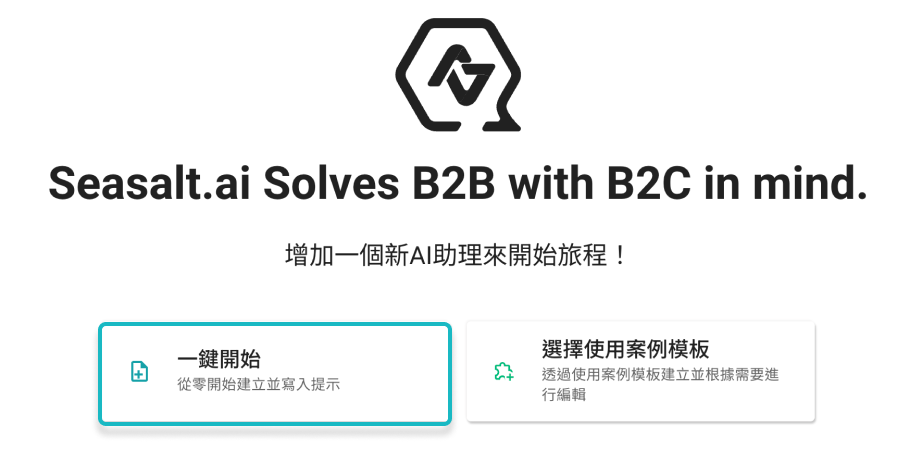 Seasalt.ai Solves B2B with B2C in mind.
增加一個新AI助理來開始旅程！
一鍵開始
從零開始建立並寫入提示
選擇使用案例模板
透過使用案例模板建立並根據需要進
行編輯